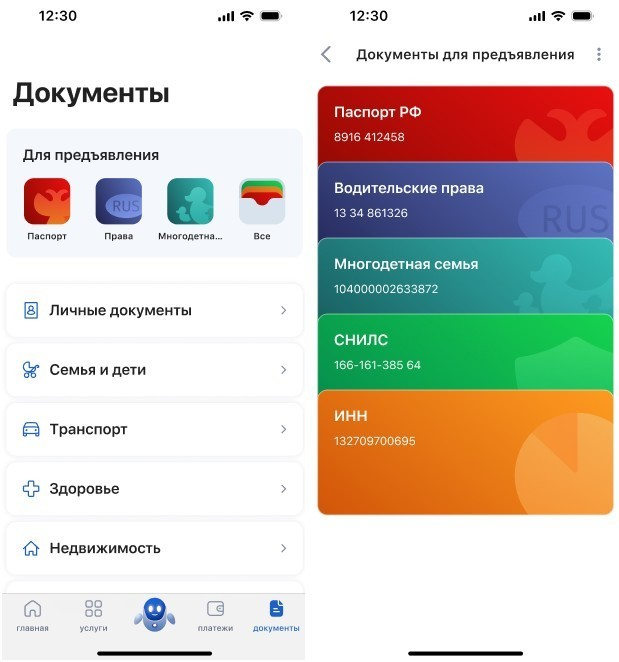 12:30
Документы
Для предъявления
RUS
Паспорт
Права
Многодетна...
Все
Личные документы
Семья и дети
Транспорт
Здоровье
Недвижимость
главная
услуги
платежи
документы
12:30
Документы для предъявления
Паспорт РФ
8916 412458
Водительские права
13 34 861326
RUS
Многодетная семья
104000002633872
СНИЛС
166-161-385 64
ИНН
132709700695